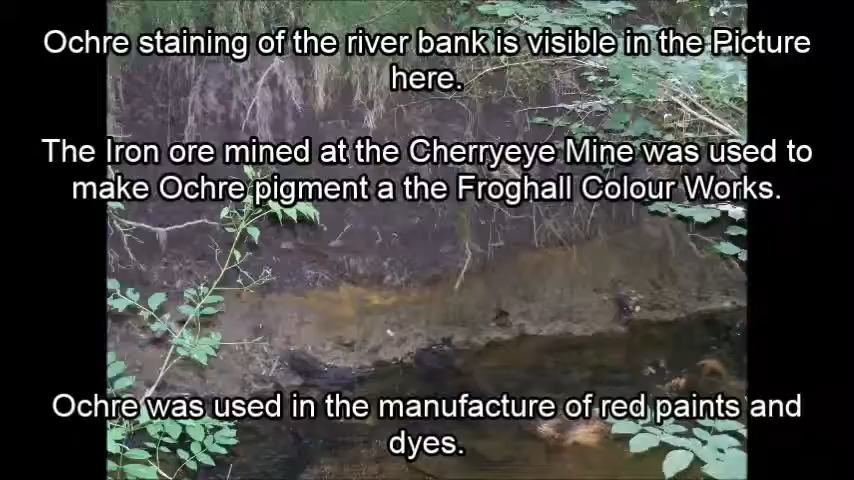 Ochre staining of the river bank is visible in the Picture
here.
The Iron ore mined at the Cherryeye Mine was used to
make Ochre pigment a the Froghall Colour Works.
Ochre was used in the manufacture of red paints and
dyes.